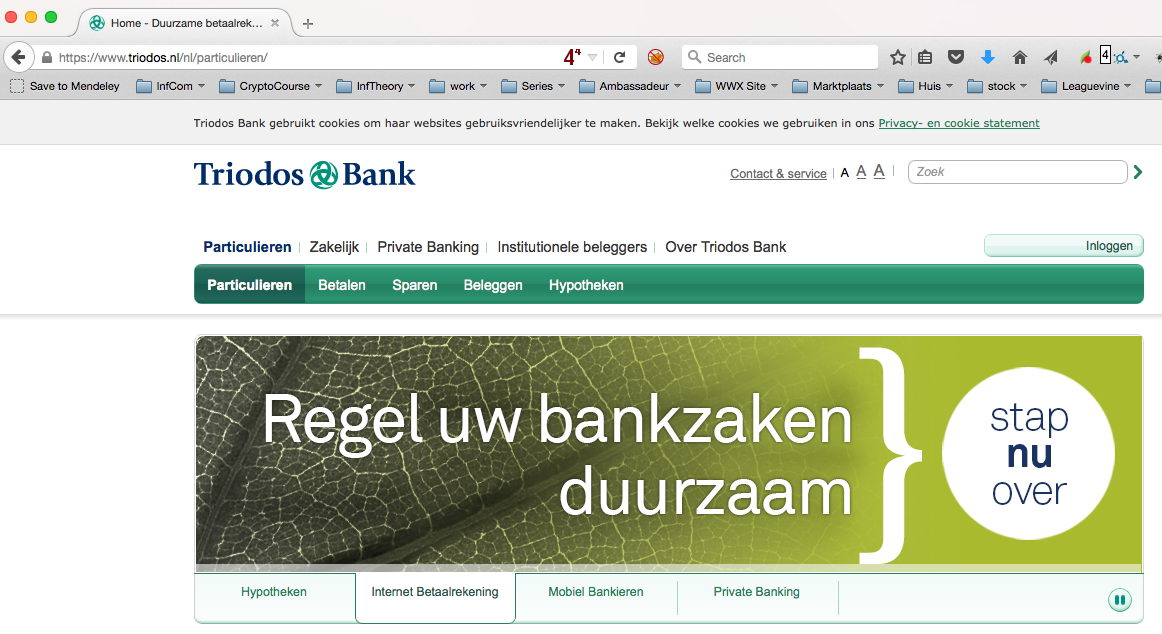 Home - Duurzame betaalrek...
https://www.triodos.nl/nl/particulieren/
4⁴
Search
4
Save to Mendeley InfCom CryptoCourse InfTheory work Series Ambassadeur WWX Site Marktplaats Huis stock Leaguevine
Triodos Bank gebruikt cookies om haar websites gebruiksvriendelijker te maken. Bekijk welke cookies we gebruiken in ons Privacy- en cookie statement
Triodos Bank
Contact & service | A A A | Zoek
Particulieren | Zakelijk | Private Banking | Institutionele beleggers | Over Triodos Bank
Inloggen
Particulieren Betalen Sparen Beleggen Hypotheken
Regel uw bankzaken
duurzaam
stap
nu
over
Hypotheken Internet Betaalrekening Mobiel Bankieren Private Banking